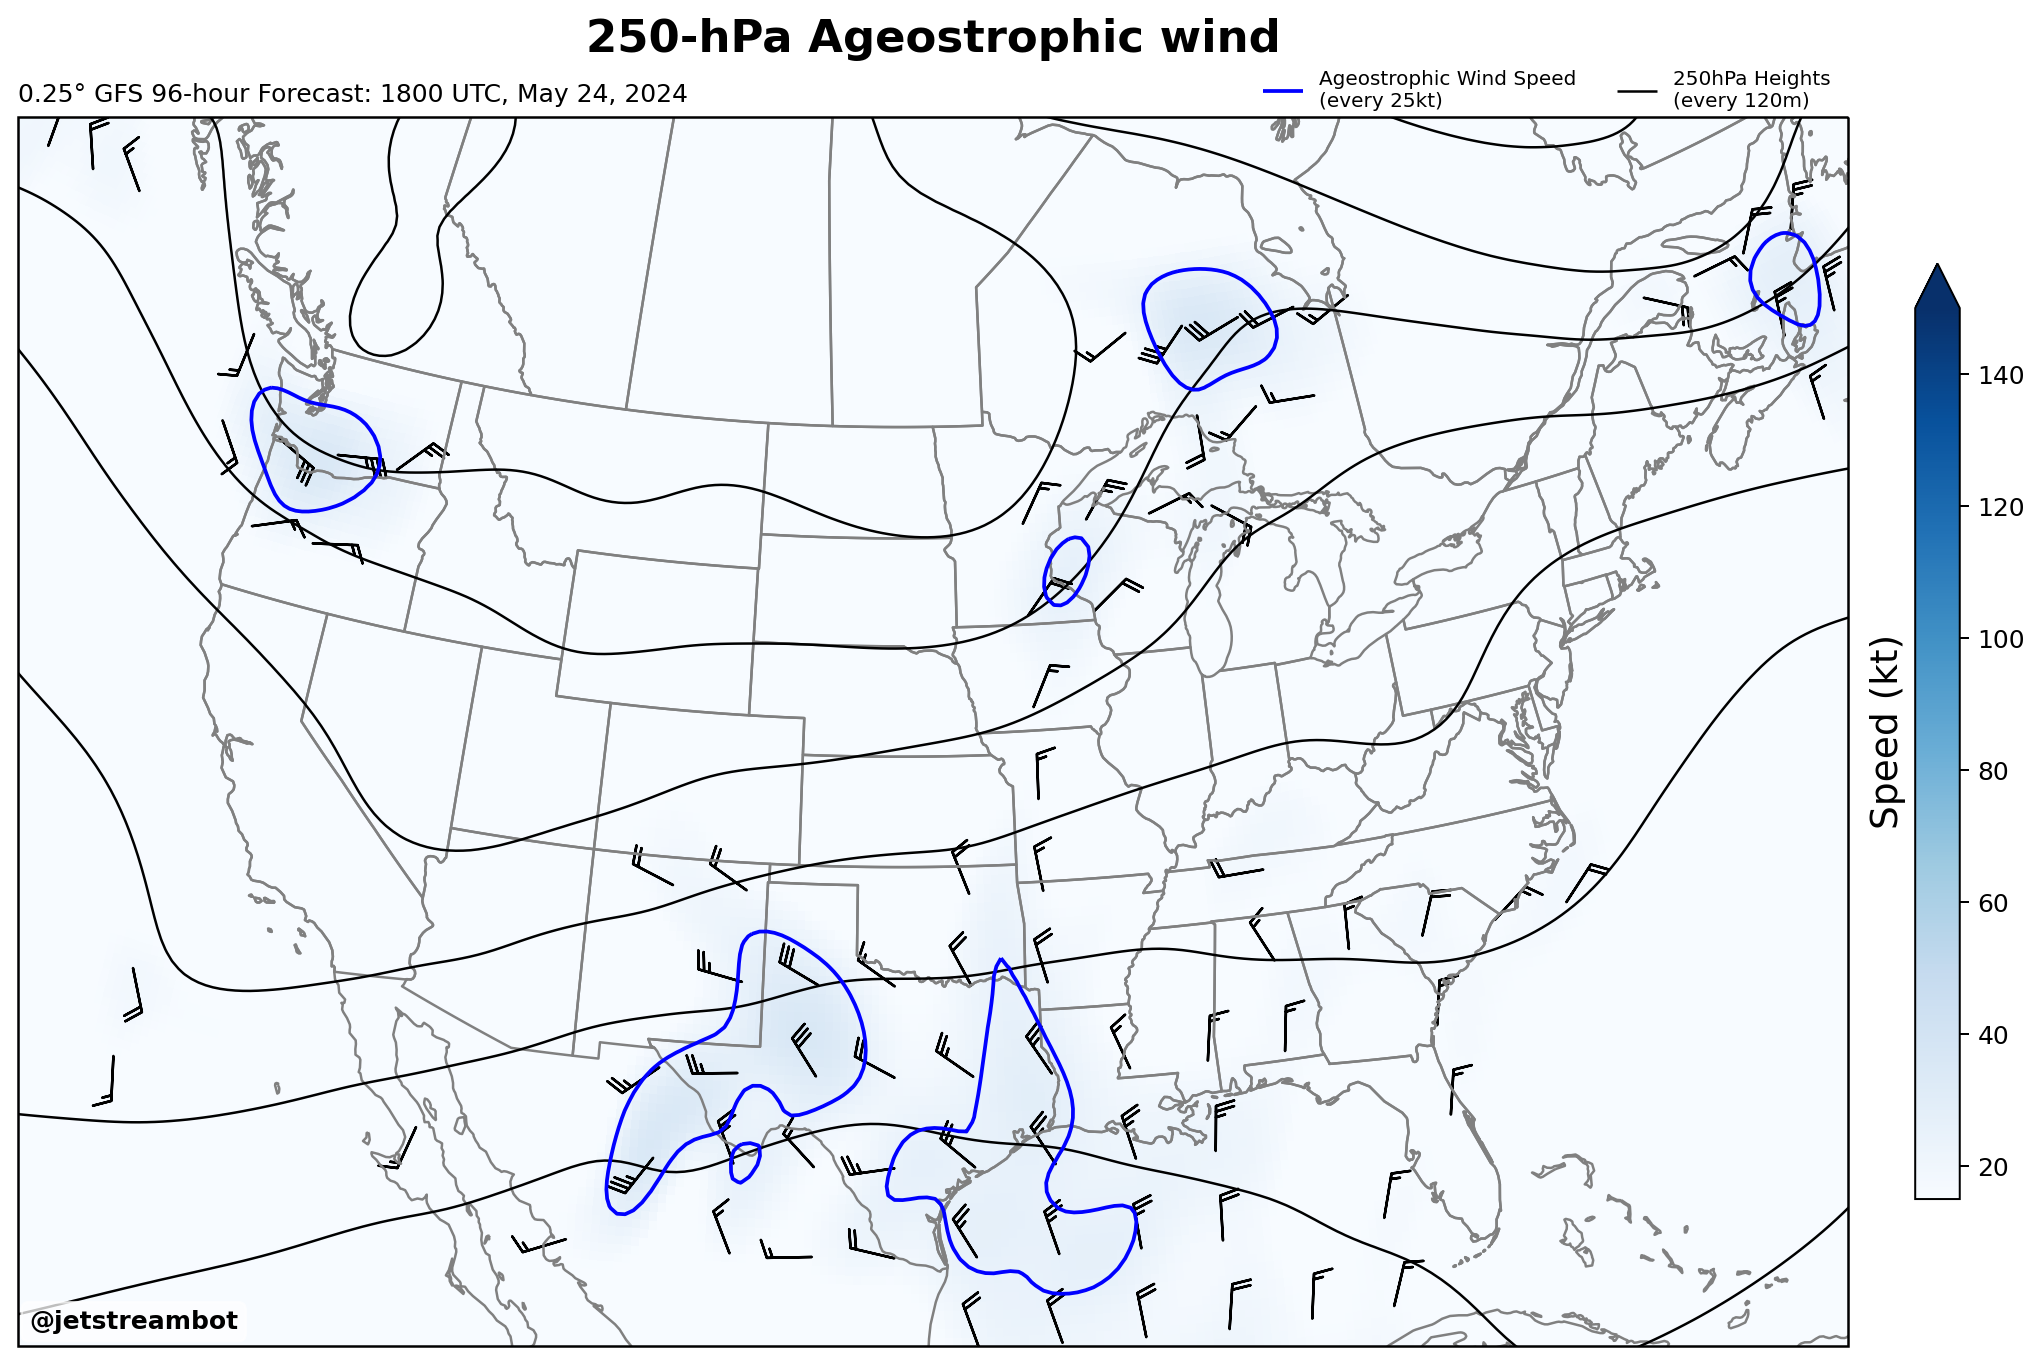 250-hPa Ageostrophic wind
0.25° GFS 96-hour Forecast: 1800 UTC, May 24, 2024
Ageostrophic Wind Speed
(every 25kt)
250hPa Heights
(every 120m)
140
120
100
80
60
40
20
Speed (kt)
@jetstreambot